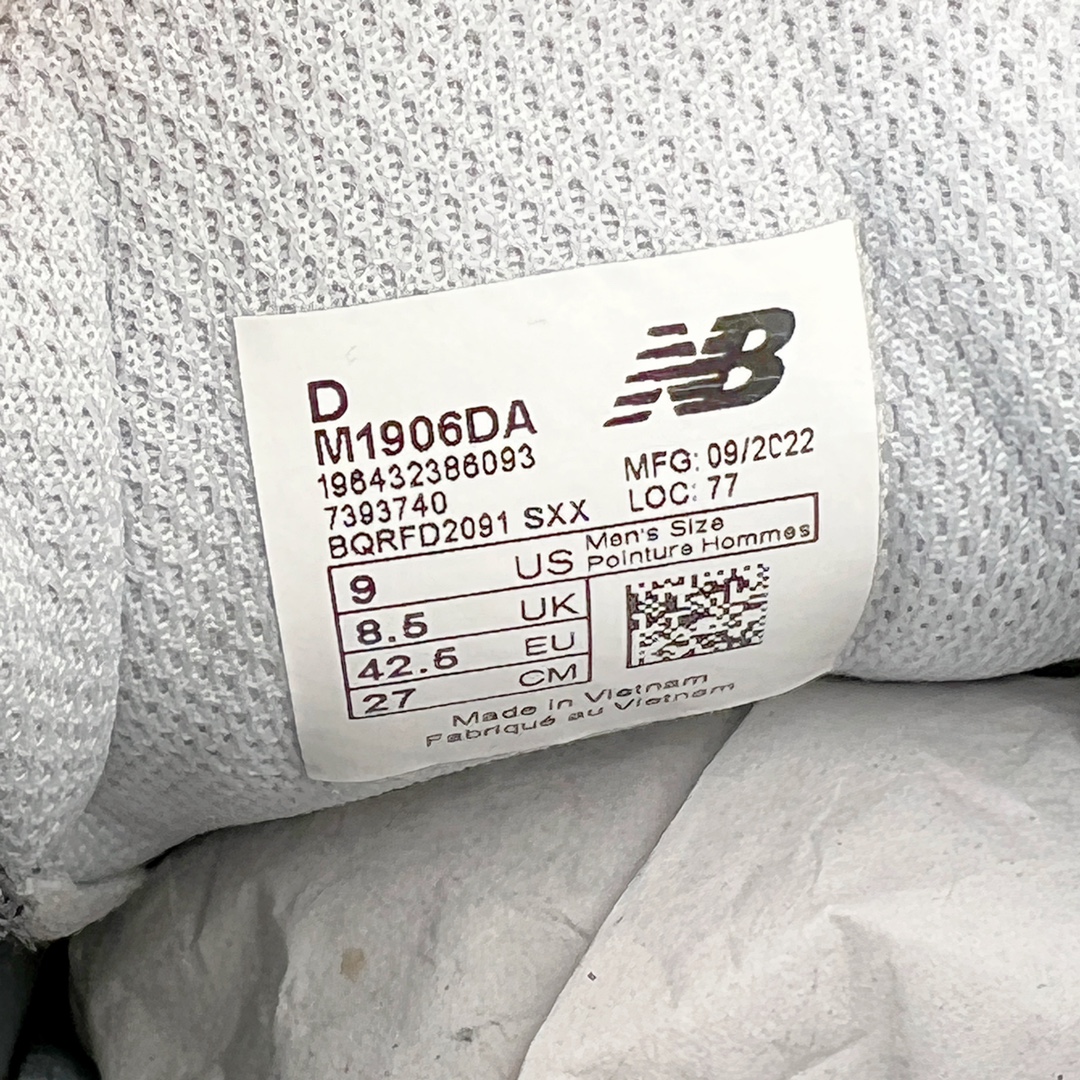 NB
D
M1906DA
196432386093
7393740
BQRFD2091 SXX
MFG: 09/2022
LOC: 77
9 US Men's Size
Pointure Hommes
8.5 UK
42.5 EU
27 CM
Made in Vietnam
Fabriqué au Vietnam